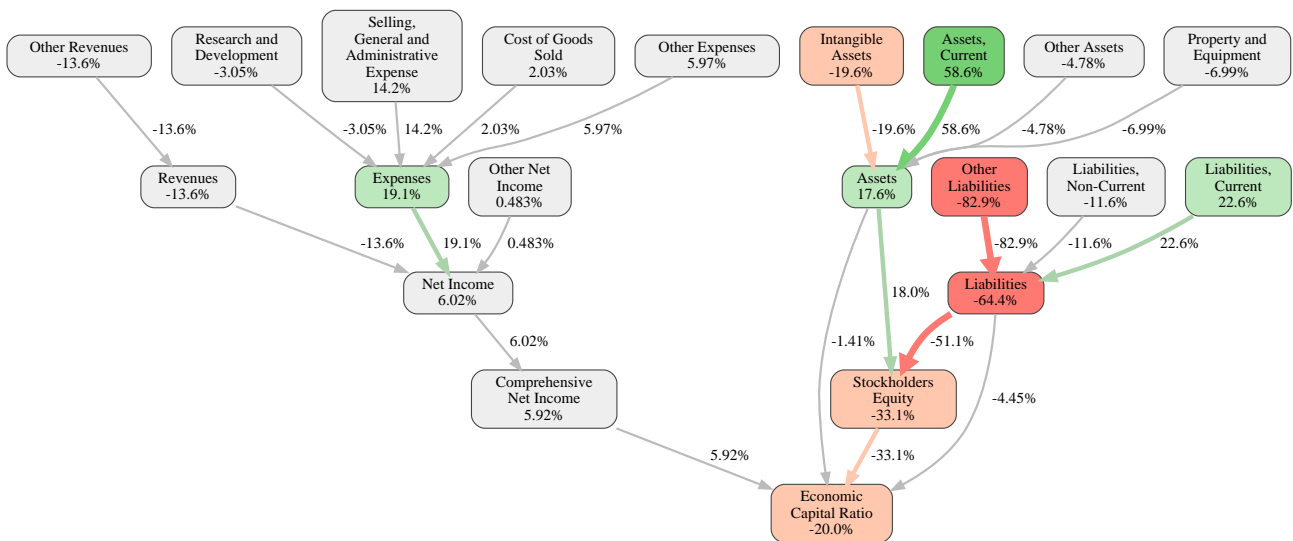 Other Revenues
-13.6%
Research and
Development
-3.05%
Selling,
General and
Administrative
Expense
14.2%
Cost of Goods
Sold
2.03%
Other Expenses
5.97%
Intangible
Assets
-19.6%
Assets,
Current
58.6%
Other Assets
-4.78%
Property and
Equipment
-6.99%
-13.6%
-3.05%
14.2%
2.03%
5.97%
-19.6%
58.6%
-4.78%
-6.99%
Revenues
-13.6%
Expenses
19.1%
Other Net
Income
0.483%
Assets
17.6%
Other
Liabilities
-82.9%
Liabilities,
Non-Current
-11.6%
Liabilities,
Current
22.6%
-13.6%
19.1%
0.483%
-82.9%
-11.6%
22.6%
Net Income
6.02%
18.0%
Liabilities
-64.4%
6.02%
-1.41%
-51.1%
Comprehensive
Net Income
5.92%
Stockholders
Equity
-33.1%
-4.45%
5.92%
-33.1%
Economic
Capital Ratio
-20.0%